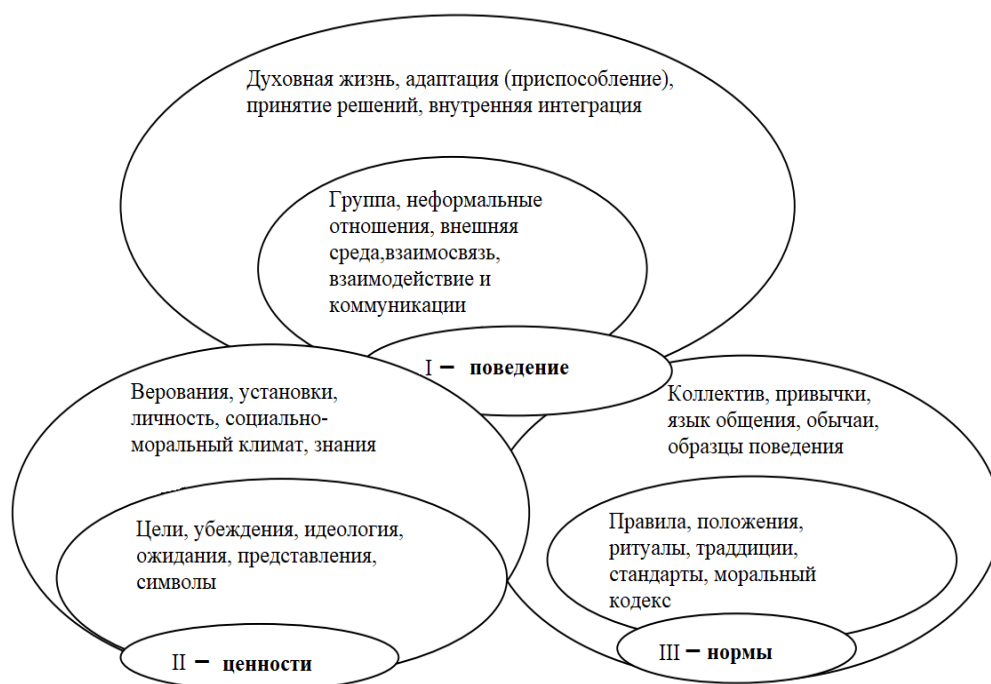 Духовная жизнь, адаптация (приспособление),
принятие решений, внутренняя интеграция
Группа, неформальные
отношения, внешняя
среда,взаимосвязь,
взаимодействие и
коммуникации
I – поведение
Верования, установки,
личность, социально-
моральный климат, знания
Цели, убеждения, идеология,
ожидания, представления,
символы
II – ценности
Коллектив, привычки,
язык общения, обычаи,
образцы поведения
Правила, положения,
ритуалы, траддиции,
стандарты, моральный
кодекс
III – нормы